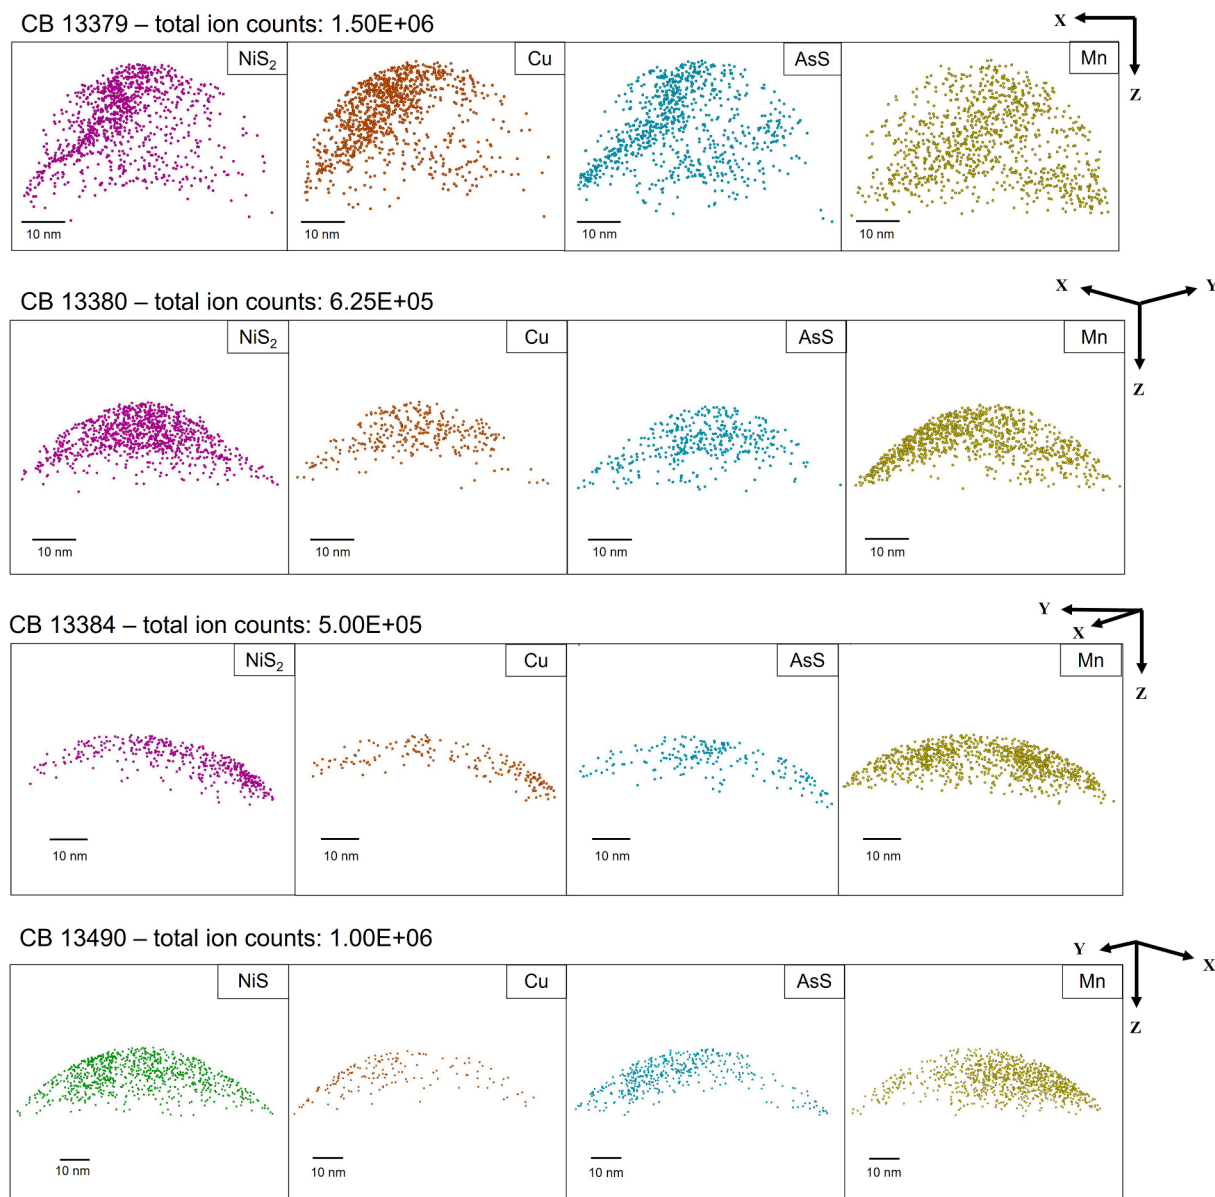 CB 13379 – total ion counts: 1.50E+06
X
Z
NiS₂
Cu
AsS
Mn
10 nm
10 nm
10 nm
10 nm
CB 13380 – total ion counts: 6.25E+05
X
Y
Z
NiS₂
Cu
AsS
Mn
10 nm
10 nm
10 nm
10 nm
CB 13384 – total ion counts: 5.00E+05
Y
X
Z
NiS₂
Cu
AsS
Mn
10 nm
10 nm
10 nm
10 nm
CB 13490 – total ion counts: 1.00E+06
Y
X
Z
NiS
Cu
AsS
Mn
10 nm
10 nm
10 nm
10 nm